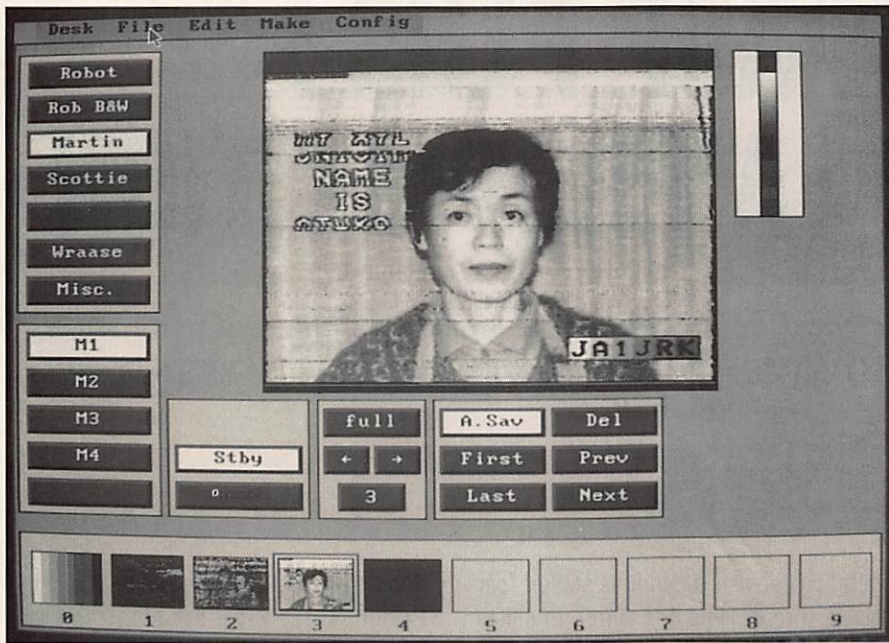 Desk File Edit Make Config
Robot
Rob B&W
Martin
Scottie
Wraase
Misc.
M1
M2
M3
M4
MY XYL
NAME
IS
ATUKO
JA1JRK
Stby
full
← →
3
A.Sav Del
First Prev
Last Next
0 1 2 3 4 5 6 7 8 9